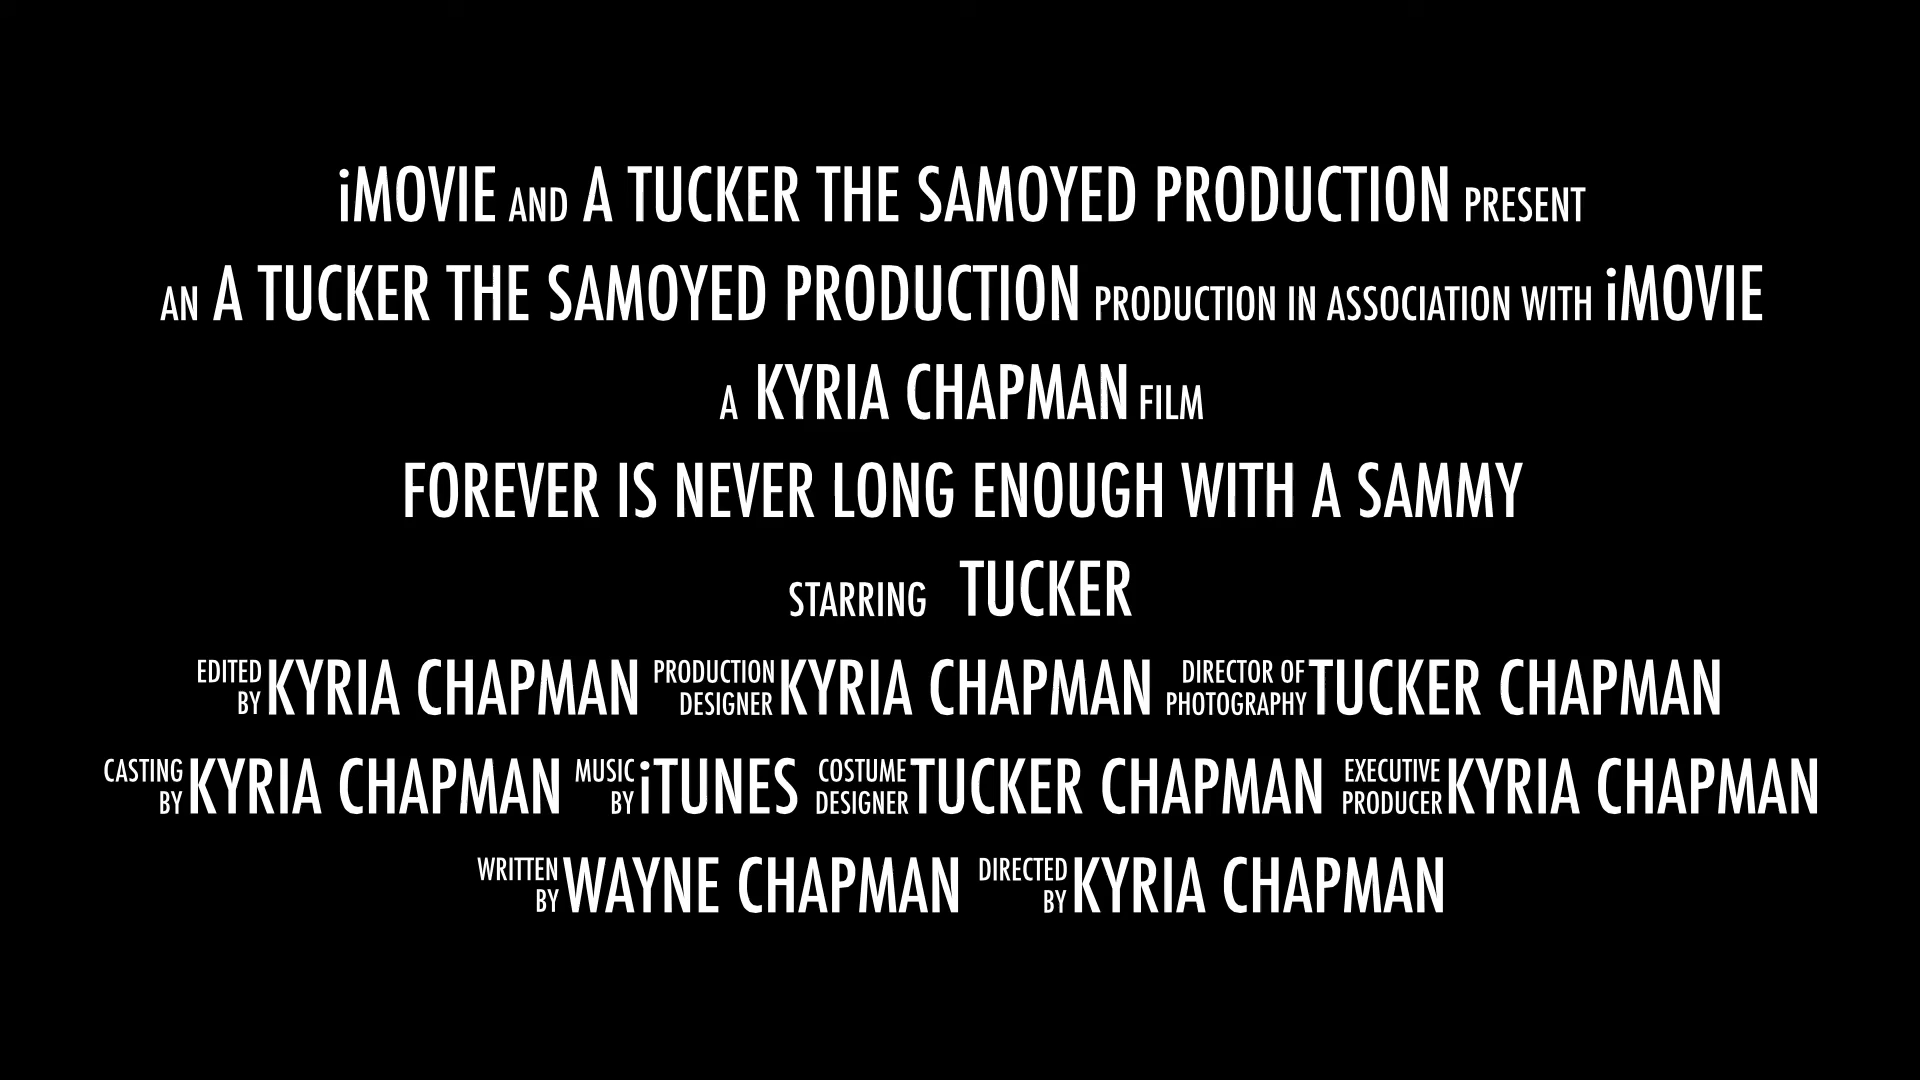 iMOVIE AND A TUCKER THE SAMOYED PRODUCTION PRESENT
AN A TUCKER THE SAMOYED PRODUCTION PRODUCTION IN ASSOCIATION WITH iMOVIE
A KYRIA CHAPMAN FILM
FOREVER IS NEVER LONG ENOUGH WITH A SAMMY
STARRING TUCKER
EDITED BY KYRIA CHAPMAN PRODUCTION DESIGNER KYRIA CHAPMAN DIRECTOR OF PHOTOGRAPHY TUCKER CHAPMAN
CASTING BY KYRIA CHAPMAN MUSIC BY iTUNES COSTUME DESIGNER TUCKER CHAPMAN EXECUTIVE PRODUCER KYRIA CHAPMAN
WRITTEN BY WAYNE CHAPMAN DIRECTED BY KYRIA CHAPMAN